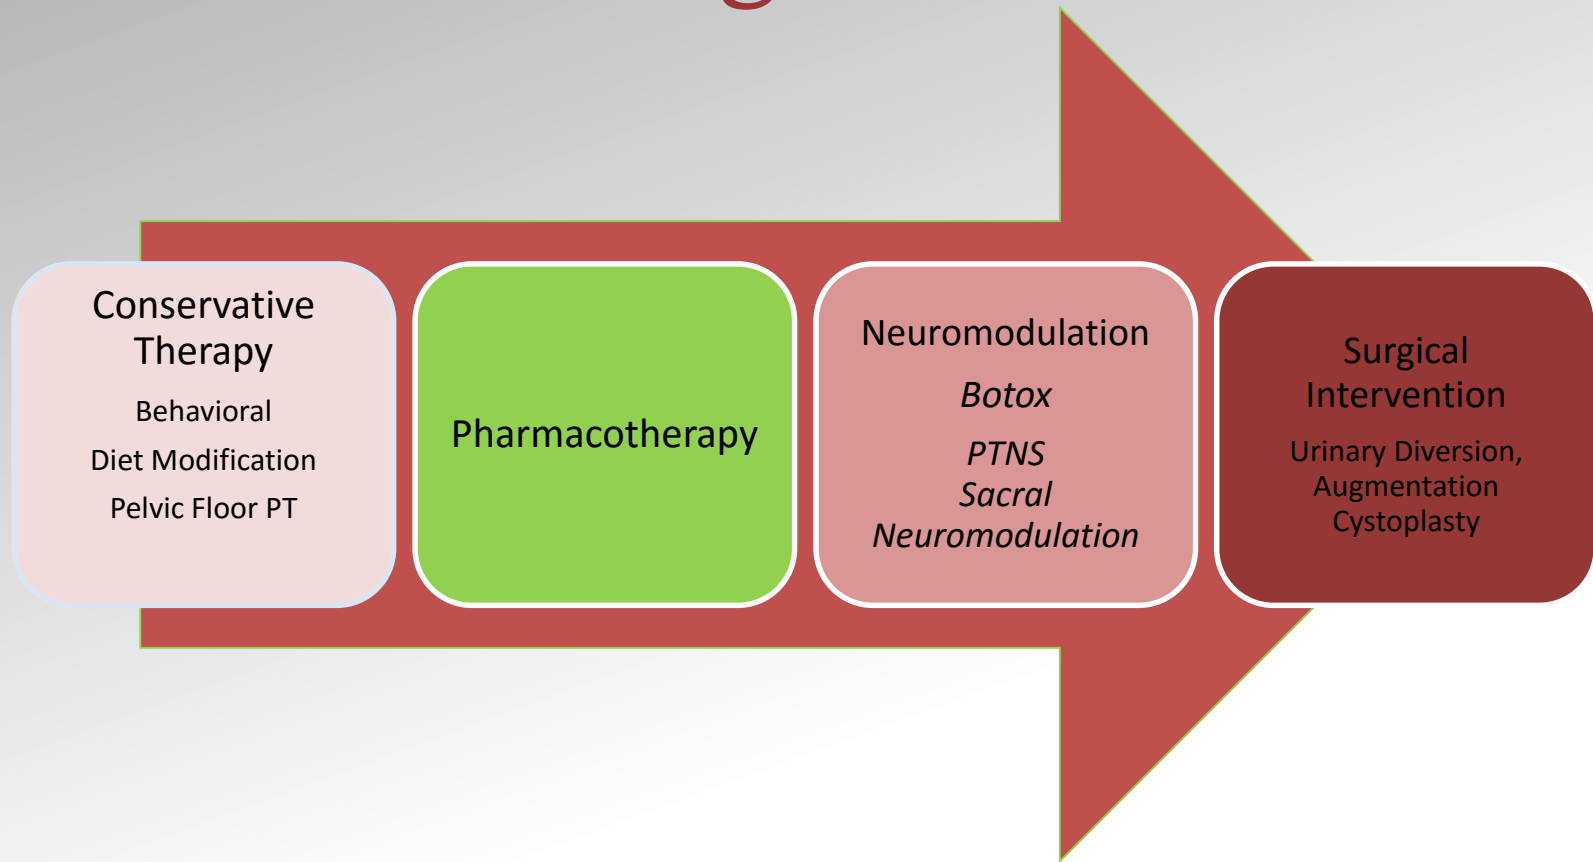 Conservative
Therapy
Behavioral
Diet Modification
Pelvic Floor PT
Pharmacotherapy
Neuromodulation
Botox
PTNS
Sacral
Neuromodulation
Surgical
Intervention
Urinary Diversion,
Augmentation
Cystoplasty